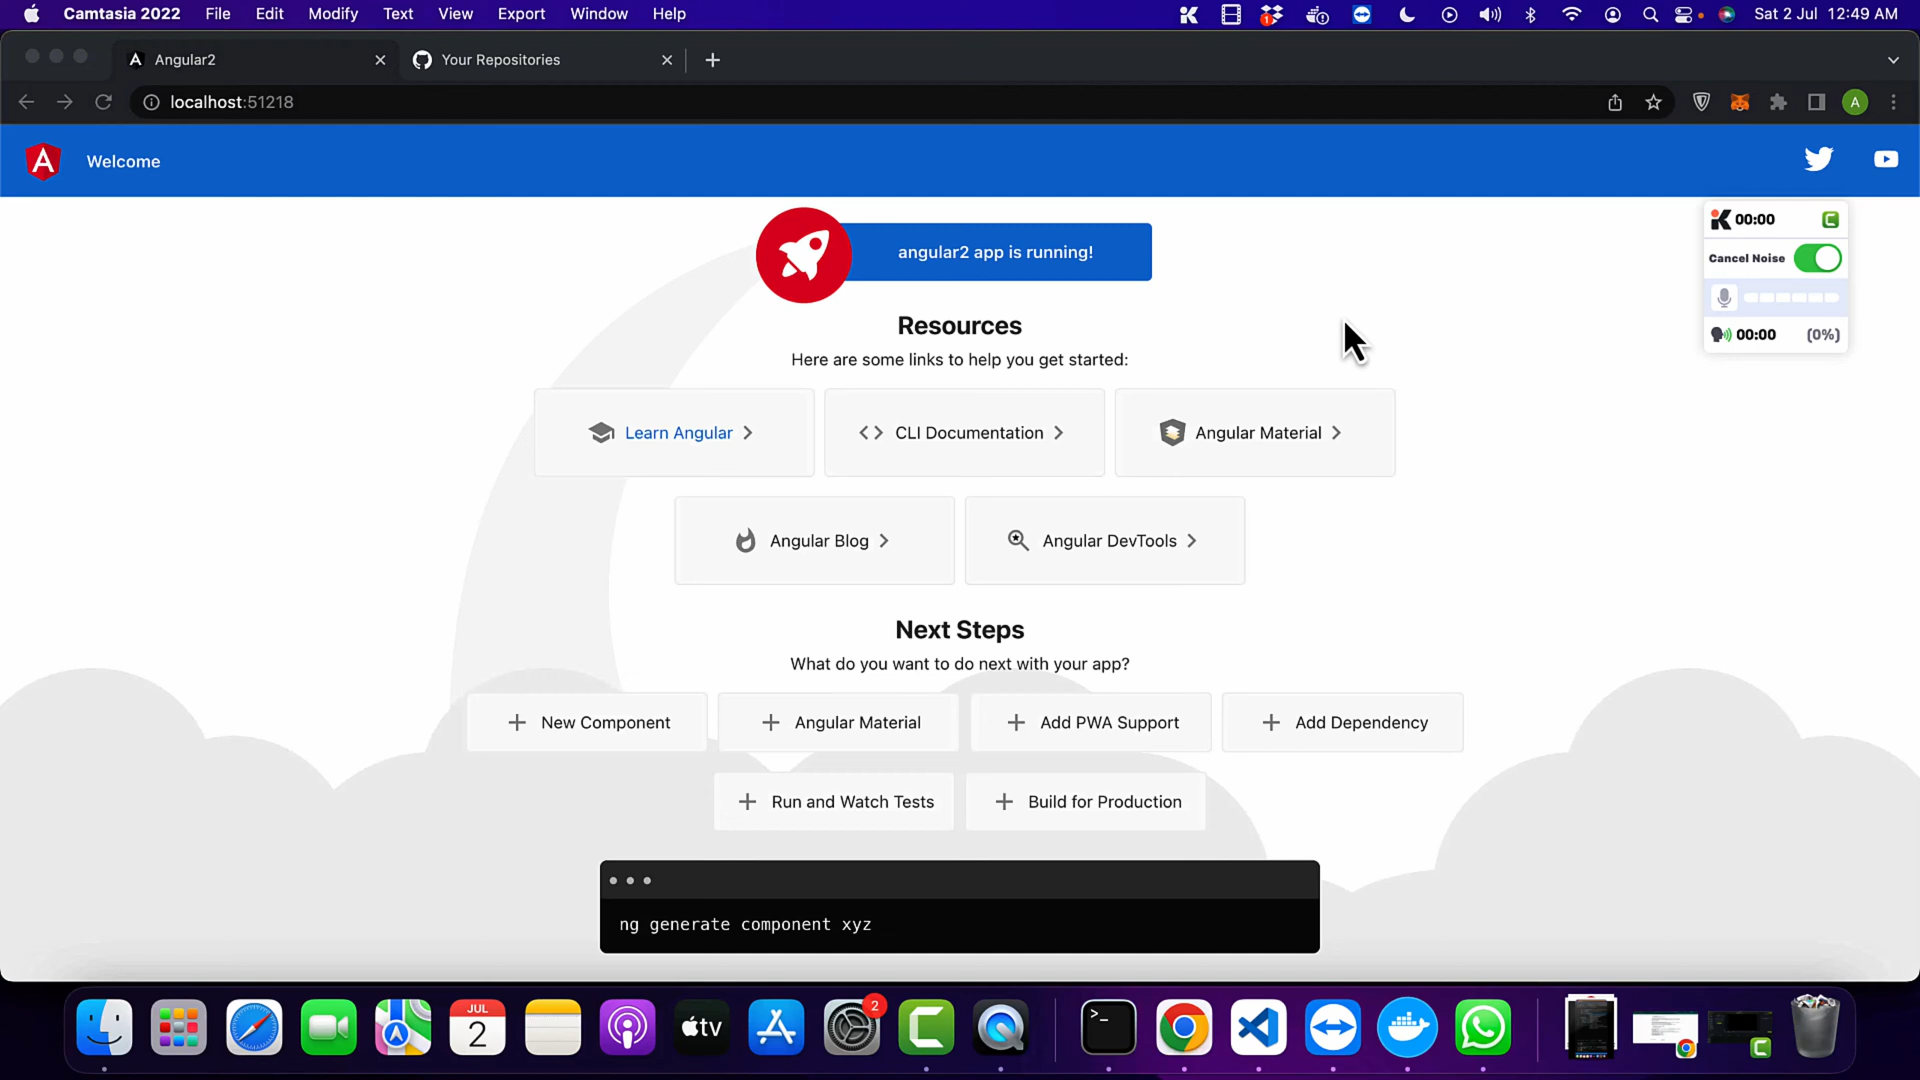 Camtasia 2022 File Edit Modify Text View Export Window Help Sat 2 Jul 12:49 AM
Angular2 Your Repositories
localhost:51218 A
Welcome
00:00
Cancel Noise
00:00 (0%)
angular2 app is running!
Resources
Here are some links to help you get started:
Learn Angular CLI Documentation Angular Material
Angular Blog Angular DevTools
Next Steps
What do you want to do next with your app?
New Component Angular Material Add PWA Support Add Dependency
Run and Watch Tests Build for Production
ng generate component xyz
JUL
2
tv
2